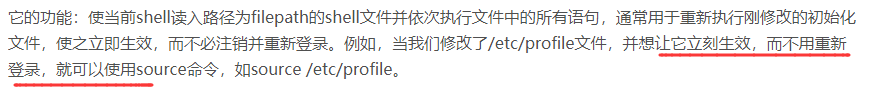 它的功能：使当前shell读入路径为filepath的shell文件并依次执行文件中的所有语句，通常用于重新执行刚修改的初始化
文件，使之立即生效，而不必注销并重新登录。例如，当我们修改了/etc/profile文件，并想让它立刻生效，而不用重新
登录，就可以使用source命令，如source /etc/profile。